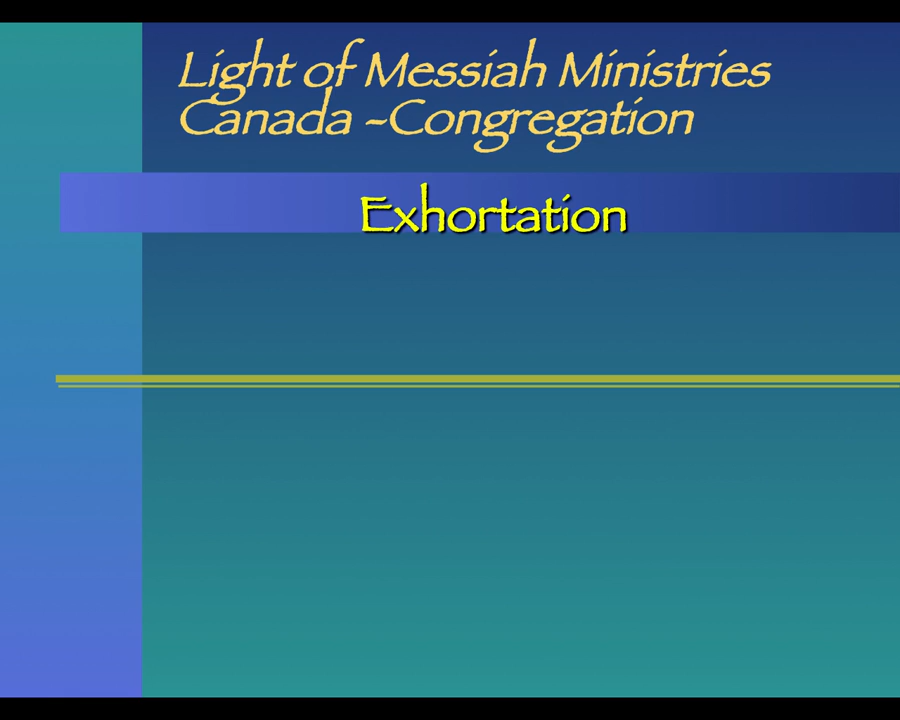 Light of Messiah Ministries
Canada -Congregation
Exhortation